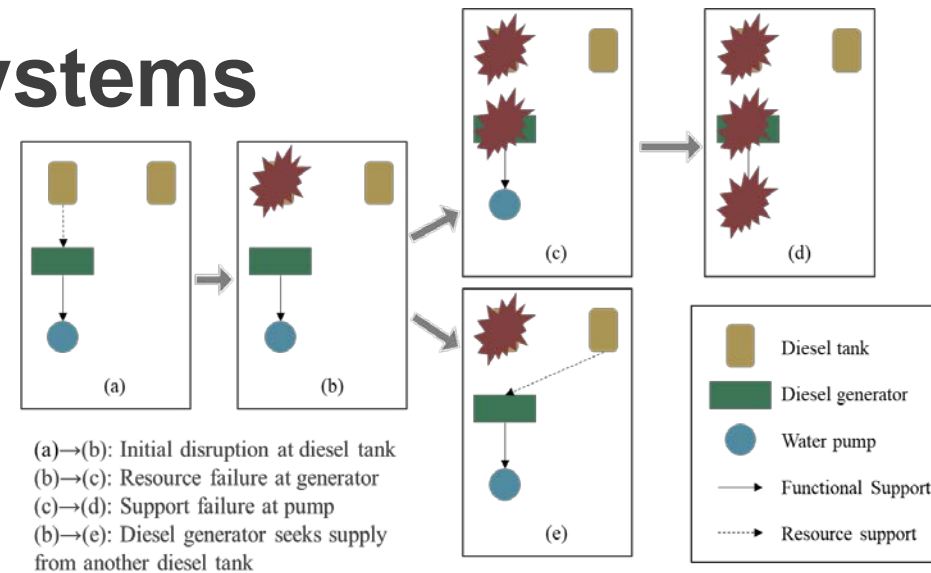 ystems
(a)
(b)
(c)
(d)
(e)
(a)→(b): Initial disruption at diesel tank
(b)→(c): Resource failure at generator
(c)→(d): Support failure at pump
(b)→(e): Diesel generator seeks supply
from another diesel tank
Diesel tank
Diesel generator
Water pump
Functional Support
Resource support